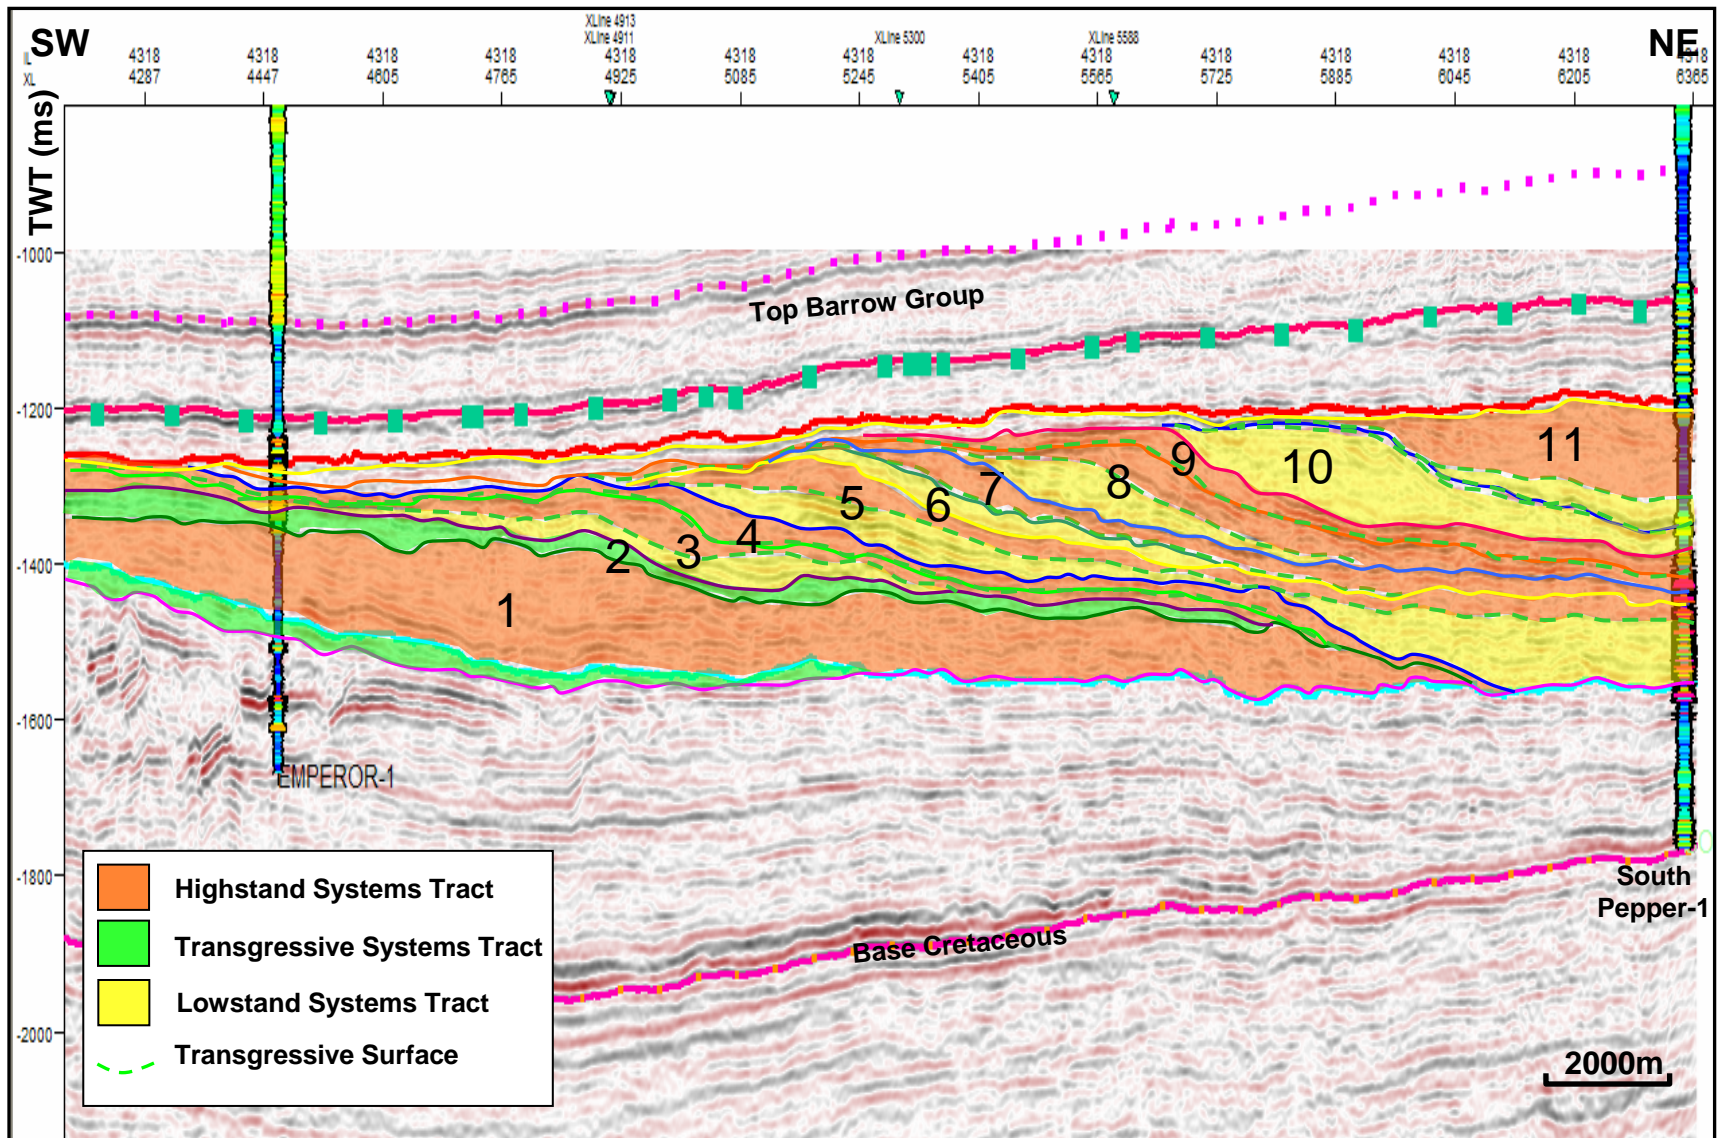 XLine 4913
XLine 4911 XLine 5300 XLine 5588
SW NE
IL 4318 4318 4318 4318 4318 4318 4318 4318 4318 4318 4318 4318 4318 4318
XL 4287 4447 4605 4765 4925 5085 5245 5405 5565 5725 5885 6045 6205 6365
TWT (ms)
-1000
Top Barrow Group
-1200
11
10
9
8
7
6
5
4
3
2
-1400
1
-1600
EMPEROR-1
-1800
South
Pepper-1
Base Cretaceous
-2000
Highstand Systems Tract
Transgressive Systems Tract
Lowstand Systems Tract
Transgressive Surface
2000m